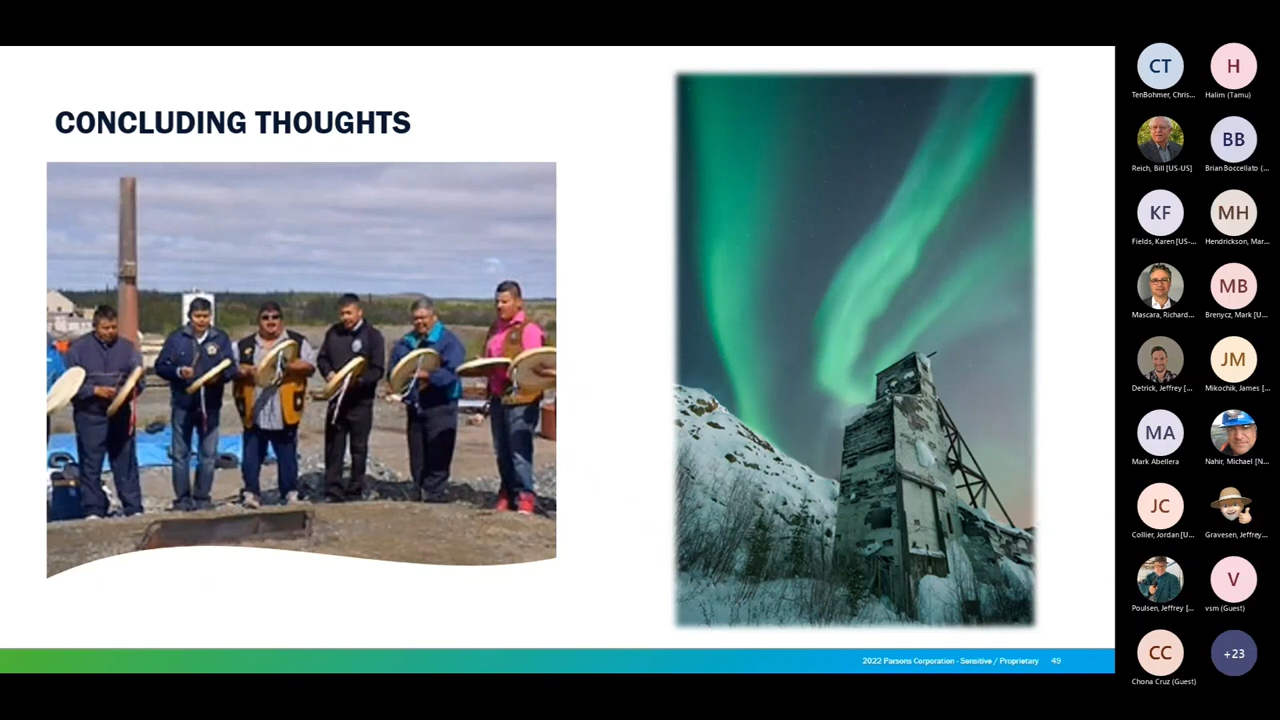 CONCLUDING THOUGHTS
2022 Parsons Corporation - Sensitive / Proprietary 49
CT H
TenBohmer, Chris... Halim (Tamu)
BB
Reich, Bill [US-US] Brian Boccellato (...
KF MH
Fields, Karen [US-... Hendrickson, Mar...
MB
Mascara, Richard... Brenycz, Mark [U...
JM
Detrick, Jeffrey [... Mikochik, James [...
MA
Mark Abellera Nahir, Michael [N...
JC
Collier, Jordan [U... Gravesen, Jeffrey...
V
Poulsen, Jeffrey [... vsm (Guest)
CC +23
Chona Cruz (Guest)